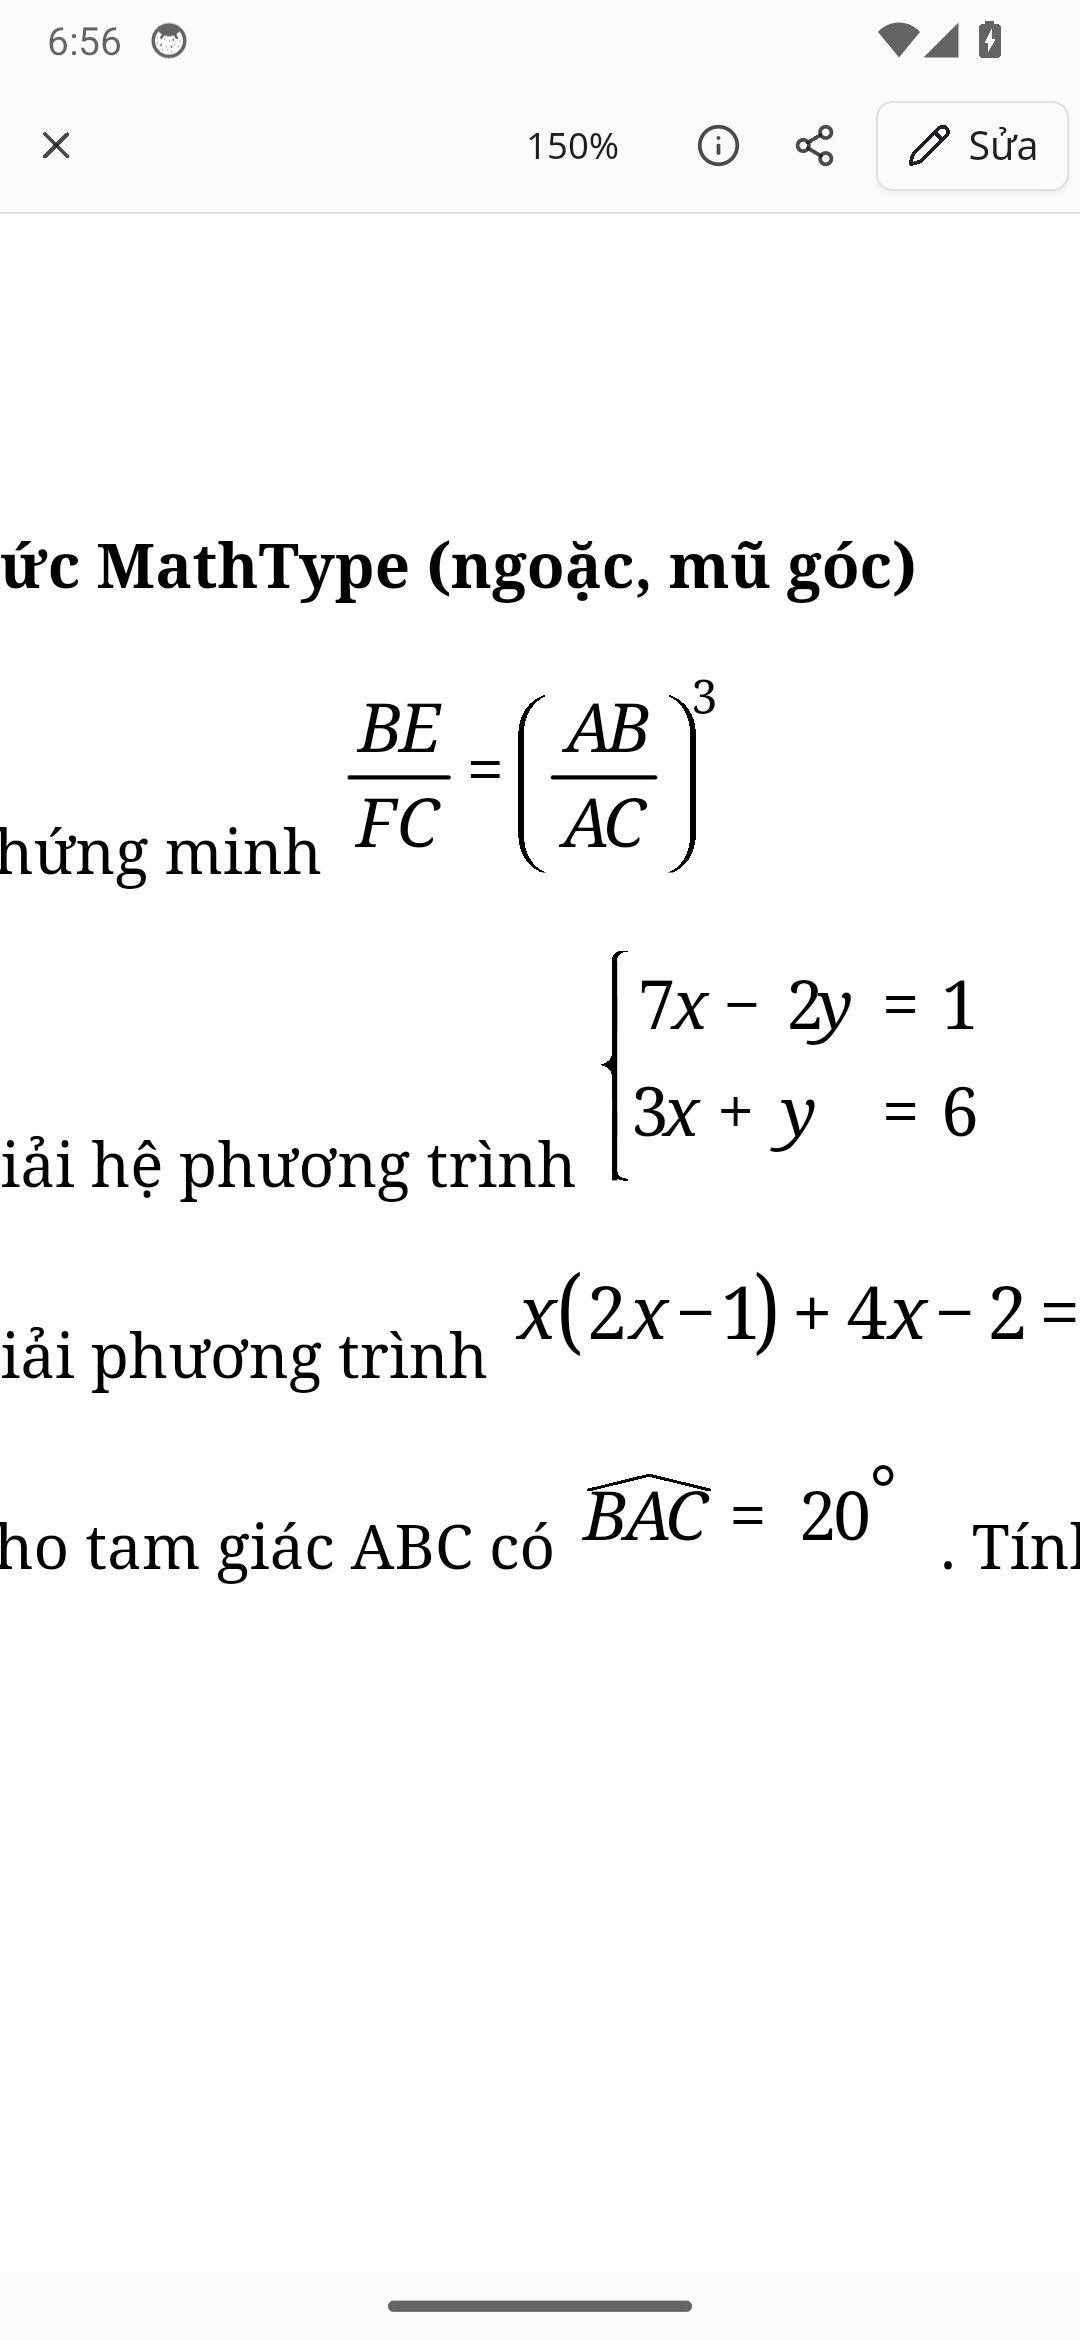 6:56
150% Sửa
ức MathType (ngoặc, mũ góc)
hứng minh BE/FC = (AB/AC)^3
iải hệ phương trình { 7x − 2y = 1
3x + y = 6
iải phương trình x(2x−1) + 4x − 2 =
ho tam giác ABC có \widehat{BAC} = 20° . Tính